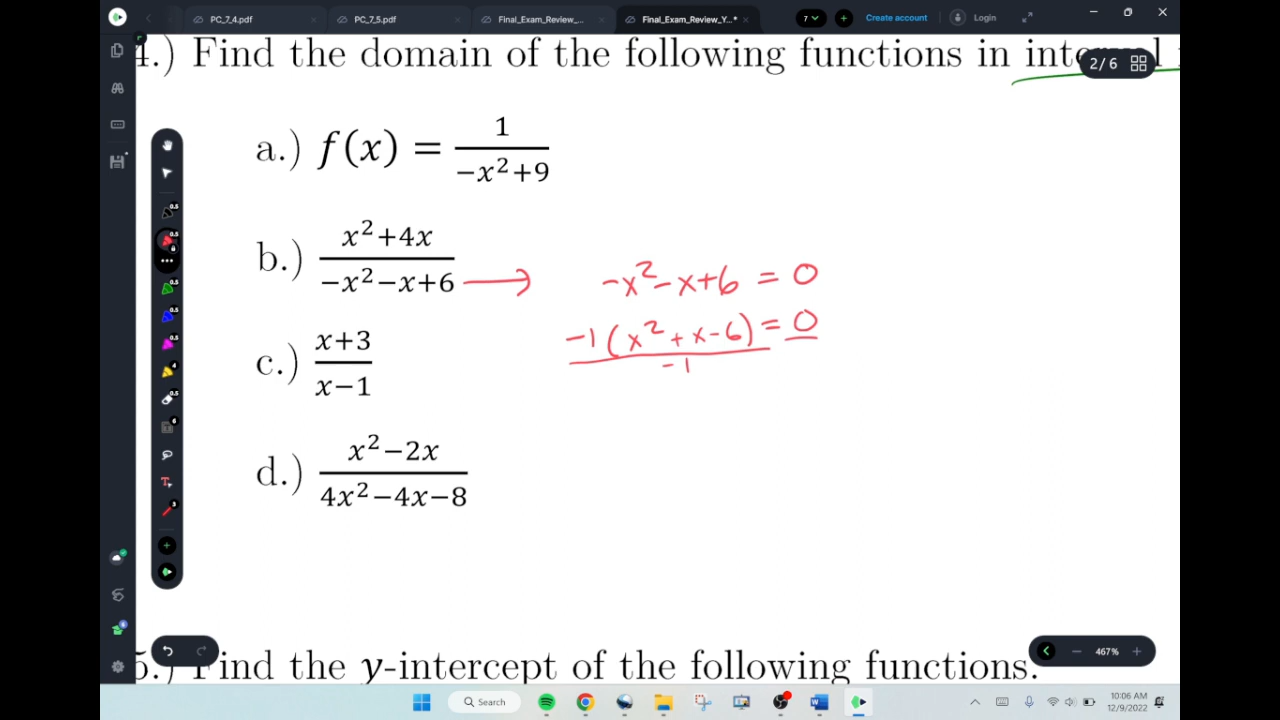 PC_7_4.pdf × PC_7_5.pdf × Final_Exam_Review_... × Final_Exam_Review_Y...* × 7 Create account Login
4.) Find the domain of the following functions in
2/6
a.) f(x) = 1/(−x²+9)
b.) (x²+4x)/(−x²−x+6) → -x²-x+6 = 0
-1(x²+x-6) = 0
-1
c.) (x+3)/(x−1)
d.) (x²−2x)/(4x²−4x−8)
467%
5.) Find the y-intercept of the following functions.
Search
10:06 AM
12/9/2022